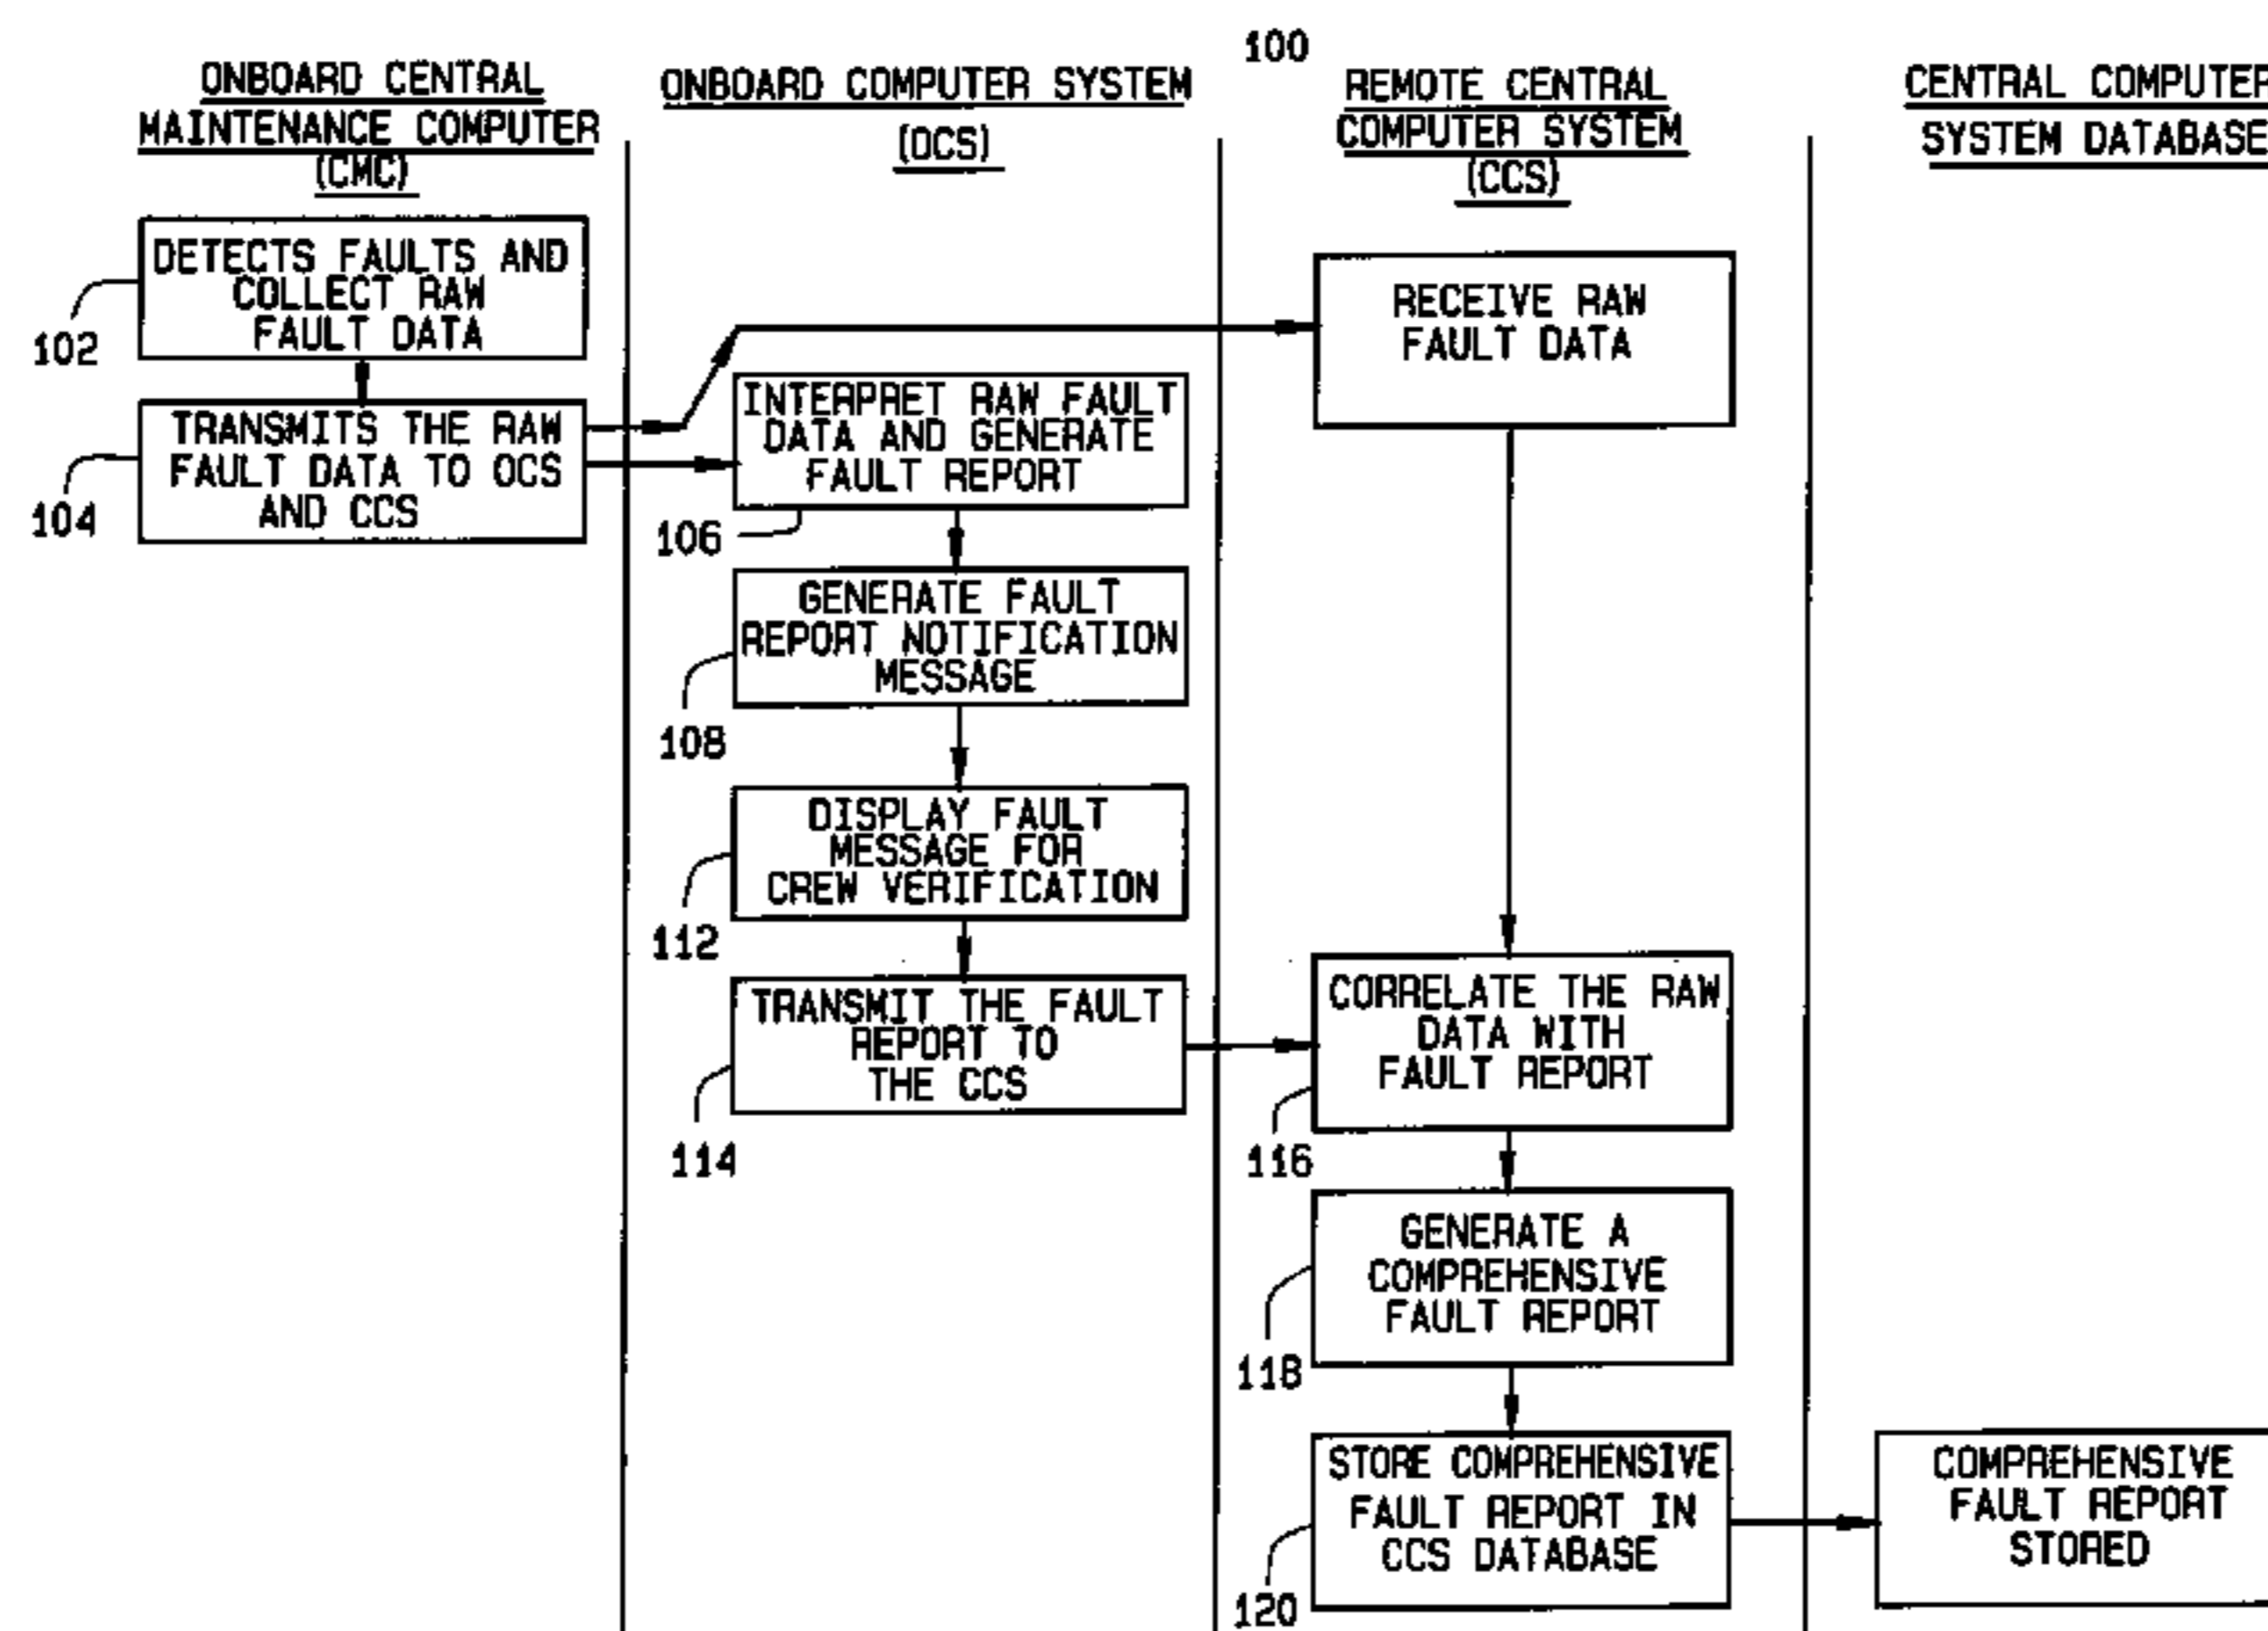 100
ONBOARD CENTRAL
MAINTENANCE COMPUTER
(CMC)
DETECTS FAULTS AND
COLLECT RAW
FAULT DATA
102
TRANSMITS THE RAW
FAULT DATA TO OCS
AND CCS
104
ONBOARD COMPUTER SYSTEM
(OCS)
INTERPRET RAW FAULT
DATA AND GENERATE
FAULT REPORT
106
GENERATE FAULT
REPORT NOTIFICATION
MESSAGE
108
DISPLAY FAULT
MESSAGE FOR
CREW VERIFICATION
112
TRANSMIT THE FAULT
REPORT TO
THE CCS
114
REMOTE CENTRAL
COMPUTER SYSTEM
(CCS)
RECEIVE RAW
FAULT DATA
CORRELATE THE RAW
DATA WITH
FAULT REPORT
116
GENERATE A
COMPREHENSIVE
FAULT REPORT
118
STORE COMPREHENSIVE
FAULT REPORT IN
CCS DATABASE
120
CENTRAL COMPUTER
SYSTEM DATABASE
COMPREHENSIVE
FAULT REPORT
STORED